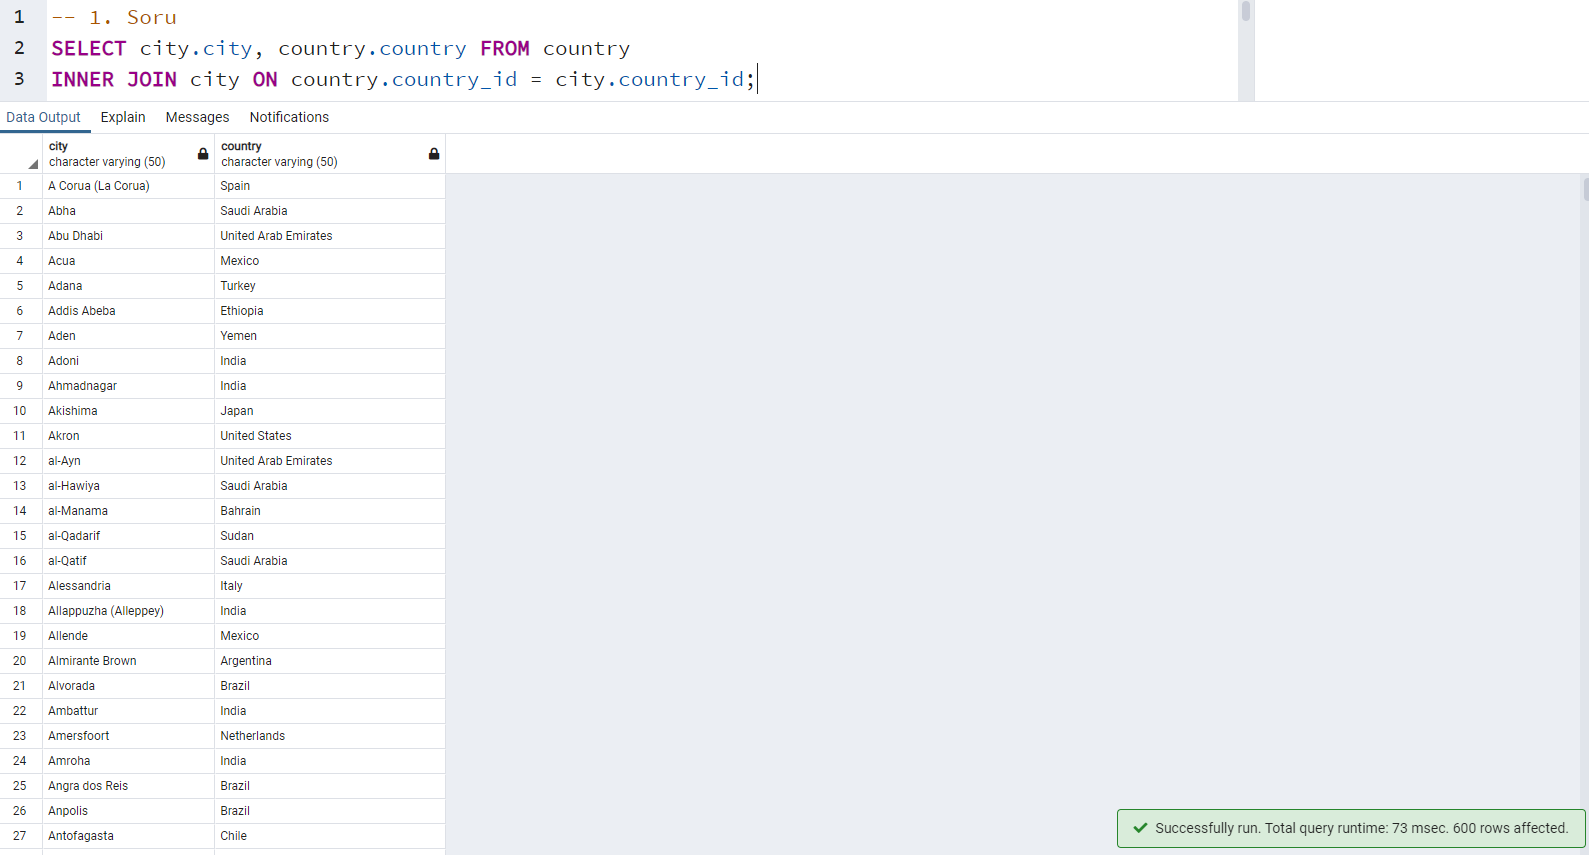 1 -- 1. Soru
2 SELECT city.city, country.country FROM country
3 INNER JOIN city ON country.country_id = city.country_id;
Data Output Explain Messages Notifications
city country
character varying (50) character varying (50)
1 A Corua (La Corua) Spain
2 Abha Saudi Arabia
3 Abu Dhabi United Arab Emirates
4 Acua Mexico
5 Adana Turkey
6 Addis Abeba Ethiopia
7 Aden Yemen
8 Adoni India
9 Ahmadnagar India
10 Akishima Japan
11 Akron United States
12 al-Ayn United Arab Emirates
13 al-Hawiya Saudi Arabia
14 al-Manama Bahrain
15 al-Qadarif Sudan
16 al-Qatif Saudi Arabia
17 Alessandria Italy
18 Allappuzha (Alleppey) India
19 Allende Mexico
20 Almirante Brown Argentina
21 Alvorada Brazil
22 Ambattur India
23 Amersfoort Netherlands
24 Amroha India
25 Angra dos Reis Brazil
26 Anpolis Brazil
27 Antofagasta Chile
Successfully run. Total query runtime: 73 msec. 600 rows affected.